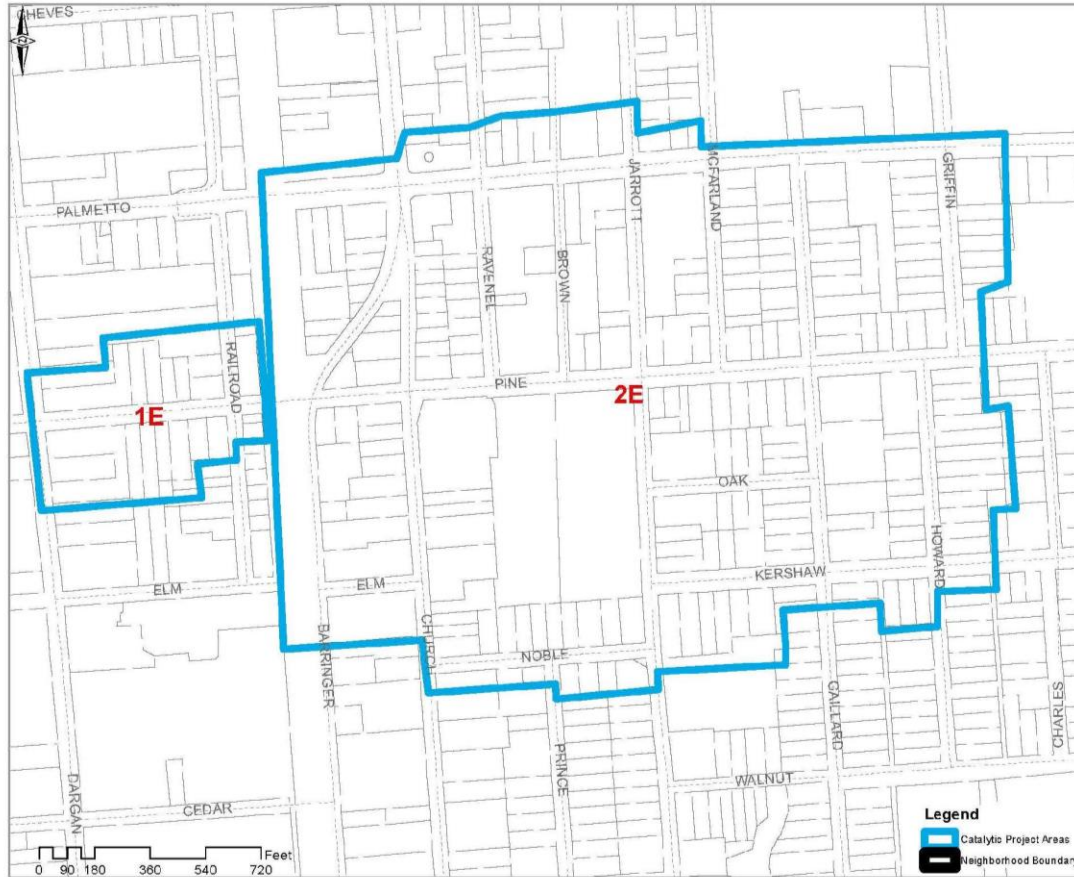 CHEVES
PALMETTO
RAILROAD
RAVENEL
BROWN
JARROTT
MCFARLAND
GRIFFIN
PINE
1E
2E
OAK
KERSHAW
HOWARD
ELM
ELM
BARRINGER
CHURCH
NOBLE
GAILLARD
CHARLES
PRINCE
WALNUT
DARGAN
CEDAR
Feet
0 90 180 360 540 720
Legend
Catalytic Project Areas
Neighborhood Boundary